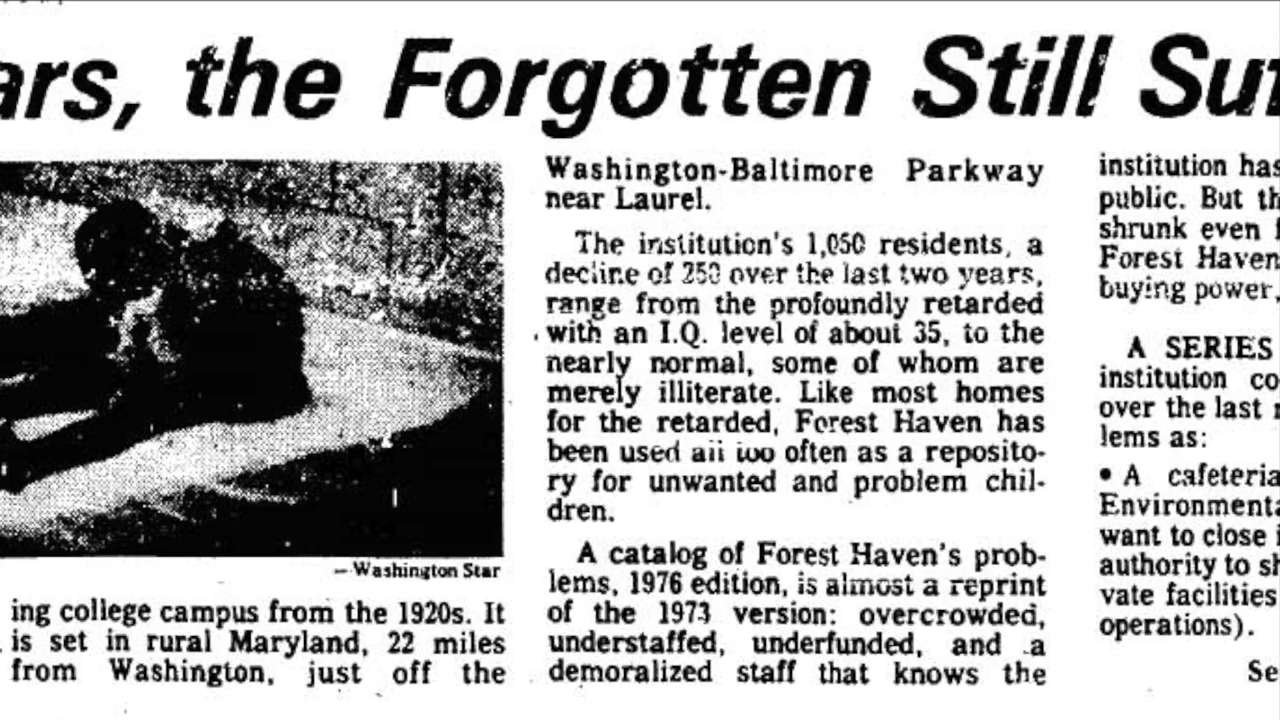 ars, the Forgotten Still Suf
—Washington Star
ing college campus from the 1920s. It
is set in rural Maryland, 22 miles
from Washington, just off the
Washington-Baltimore Parkway
near Laurel.
The institution's 1,050 residents, a
decline of 250 over the last two years,
range from the profoundly retarded
with an I.Q. level of about 35, to the
nearly normal, some of whom are
merely illiterate. Like most homes
for the retarded, Forest Haven has
been used all too often as a reposito-
ry for unwanted and problem chil-
dren.
A catalog of Forest Haven's prob-
lems, 1976 edition, is almost a reprint
of the 1973 version: overcrowded,
understaffed, underfunded, and a
demoralized staff that knows the
institution has
public. But th
shrunk even f
Forest Haven
buying power,
A SERIES
institution co
over the last
lems as:
• A cafeteria
Environmenta
want to close i
authority to sh
vate facilities
operations).
Se